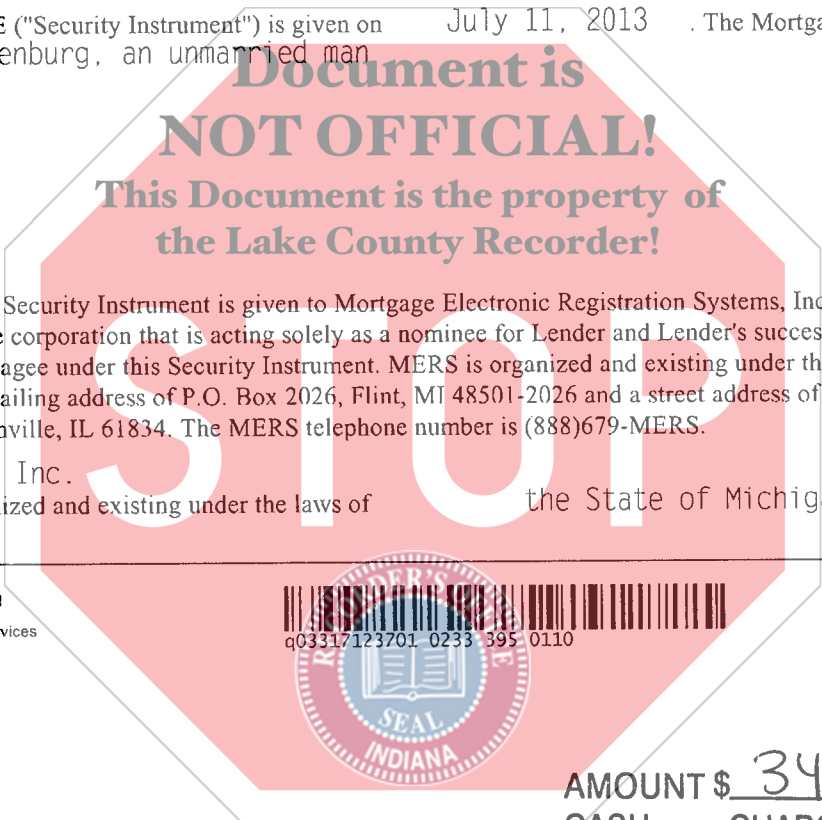 E ("Security Instrument") is given on July 11, 2013 . The Mortga
enburg, an unmarried man
Document is
NOT OFFICIAL!
This Document is the property of
the Lake County Recorder!
Security Instrument is given to Mortgage Electronic Registration Systems, Inc
e corporation that is acting solely as a nominee for Lender and Lender's succes
agee under this Security Instrument. MERS is organized and existing under th
ailing address of P.O. Box 2026, Flint, MI 48501-2026 and a street address of
nville, IL 61834. The MERS telephone number is (888)679-MERS.
STOP
Inc.
ized and existing under the laws of the State of Michig
vices
q03317123701 0233 395 0110
RECORDER'S OFFICE
SEAL
INDIANA
AMOUNT $ 34